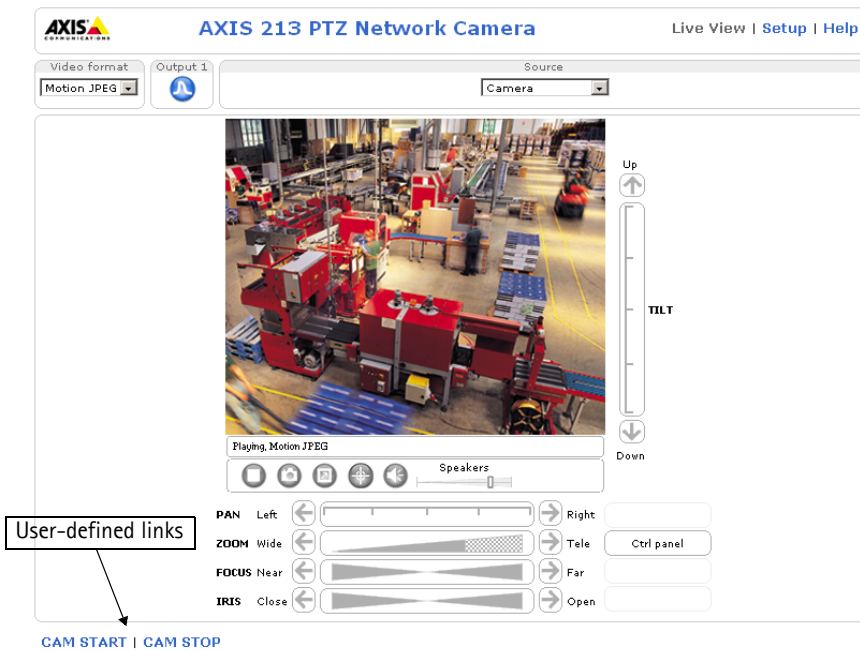 AXIS
COMMUNICATIONS
AXIS 213 PTZ Network Camera
Live View | Setup | Help
Video format
Output 1
Source
Motion JPEG
Camera
Up
TILT
Down
Playing, Motion JPEG
Speakers
PAN Left Right
ZOOM Wide Tele Ctrl panel
FOCUS Near Far
IRIS Close Open
User-defined links
CAM START | CAM STOP